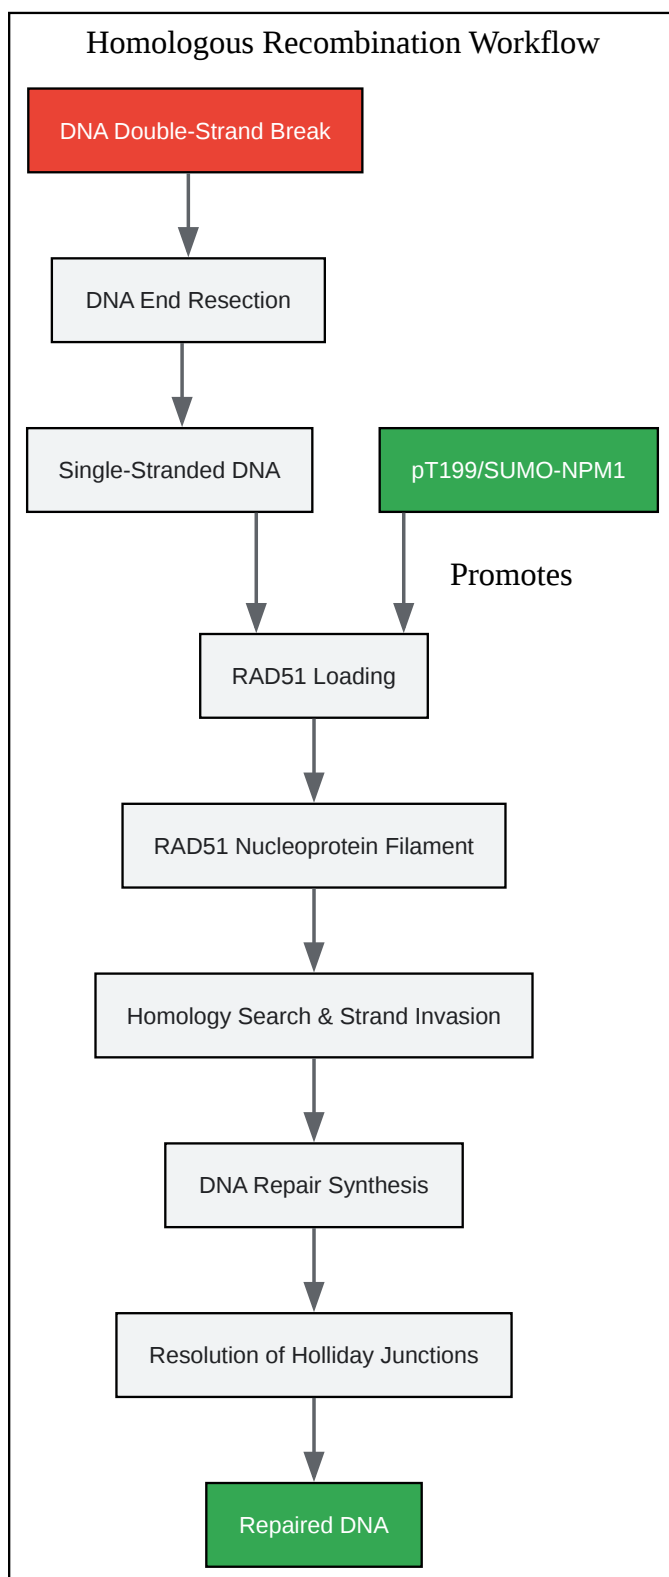 Homologous Recombination Workflow
DNA Double-Strand Break
DNA End Resection
Single-Stranded DNA
pT199/SUMO-NPM1
Promotes
RAD51 Loading
RAD51 Nucleoprotein Filament
Homology Search & Strand Invasion
DNA Repair Synthesis
Resolution of Holliday Junctions
Repaired DNA